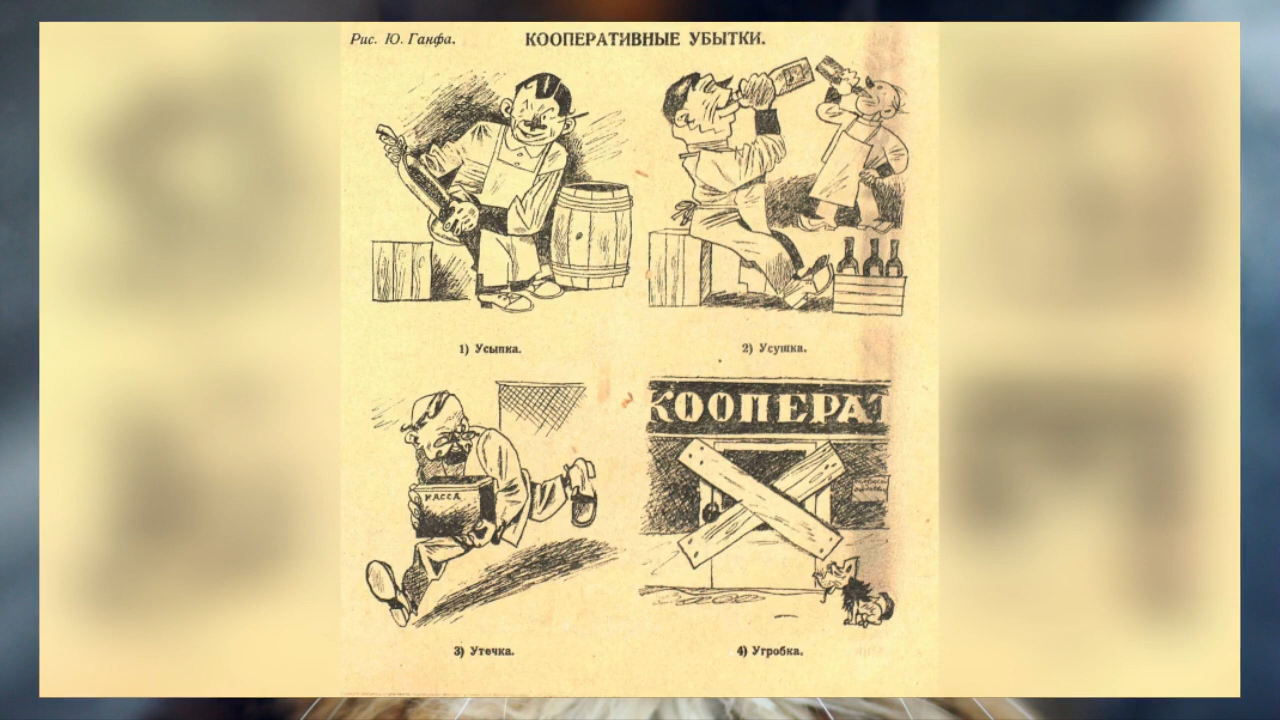 Рис. Ю. Ганфа.
КООПЕРАТИВНЫЕ УБЫТКИ.
1) Усыпка.
2) Усушка.
КАССА
КООПЕРАТ
3) Утечка.
4) Угробка.